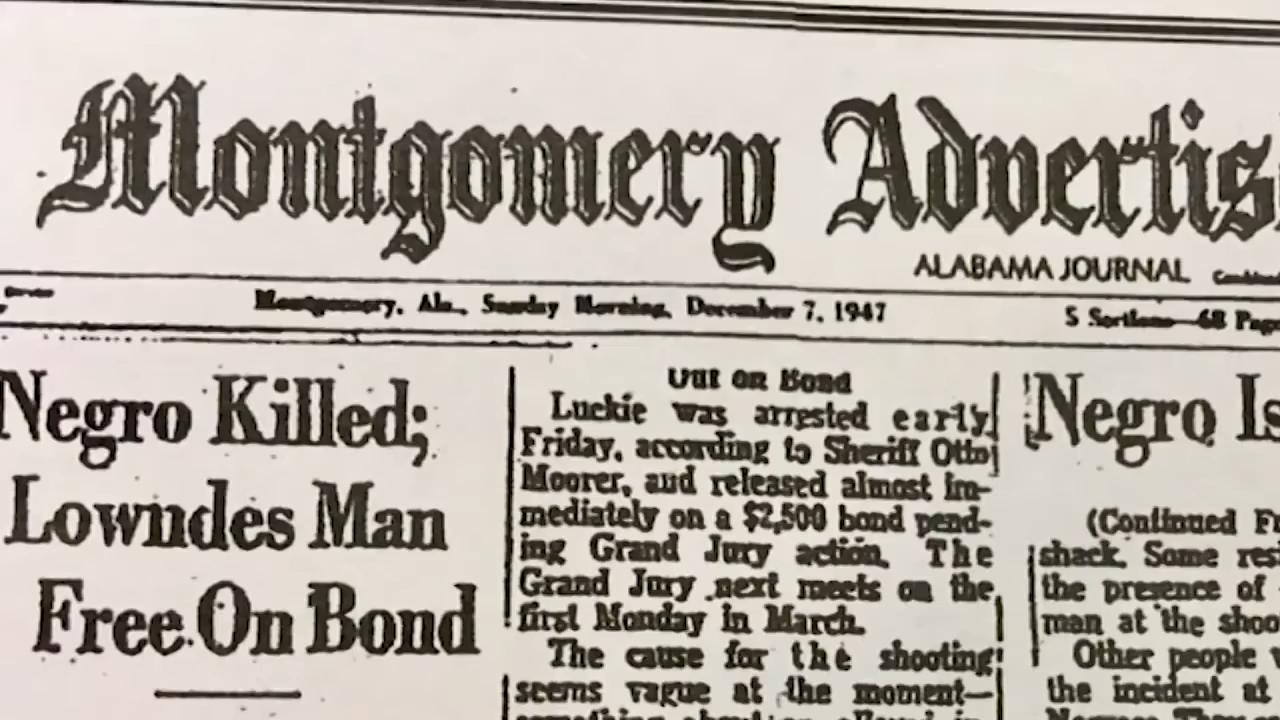 Montgomery Advertis
ALABAMA JOURNAL
Montgomery, Ala., Sunday Morning, December 7, 1947
5 Sections—68 Pages
Negro Killed;
Lowndes Man
Free On Bond
Out on Bond
Luckie was arrested early
Friday, according to Sheriff Otto
Moorer, and released almost im-
mediately on a $2,500 bond pend-
ing Grand Jury action. The
Grand Jury next meets on the
first Monday in March.
The cause for the shooting
seems vague at the moment—
Negro Is
(Continued F
shack. Some res
the presence of
man at the shoo
Other people
the incident at